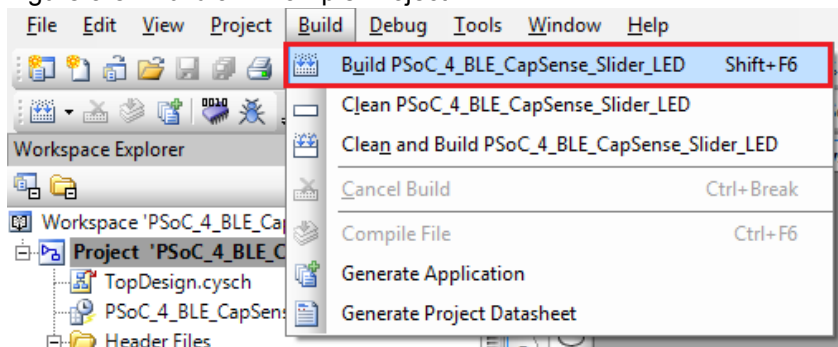 File Edit View Project Build Debug Tools Window Help
Build PSoC_4_BLE_CapSense_Slider_LED Shift+F6
Clean PSoC_4_BLE_CapSense_Slider_LED
Clean and Build PSoC_4_BLE_CapSense_Slider_LED
Workspace Explorer
Cancel Build Ctrl+Break
Workspace 'PSoC_4_BLE_Ca
Compile File Ctrl+F6
Project 'PSoC_4_BLE_C
TopDesign.cysch
Generate Application
PSoC_4_BLE_CapSens
Generate Project Datasheet
Header Files